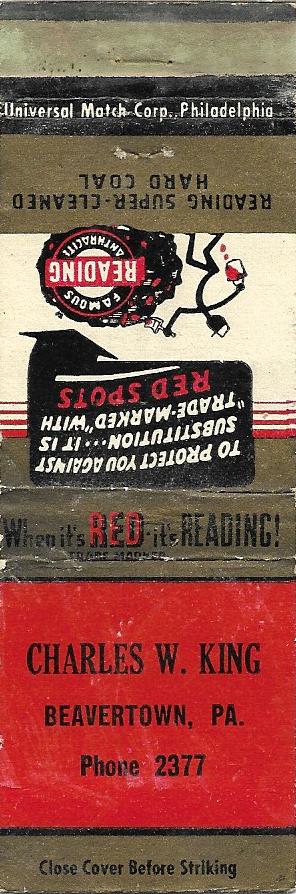 Universal Match Corp., Philadelphia
READING SUPER-CLEANED
HARD COAL
FAMOUS
READING
ANTHRACITE
TO PROTECT YOU AGAINST
SUBSTITUTION... IT IS
"TRADE-MARKED" WITH
RED SPOTS
When it's RED-it's READING!
TRADE MARKED
CHARLES W. KING
BEAVERTOWN, PA.
Phone 2377
Close Cover Before Striking